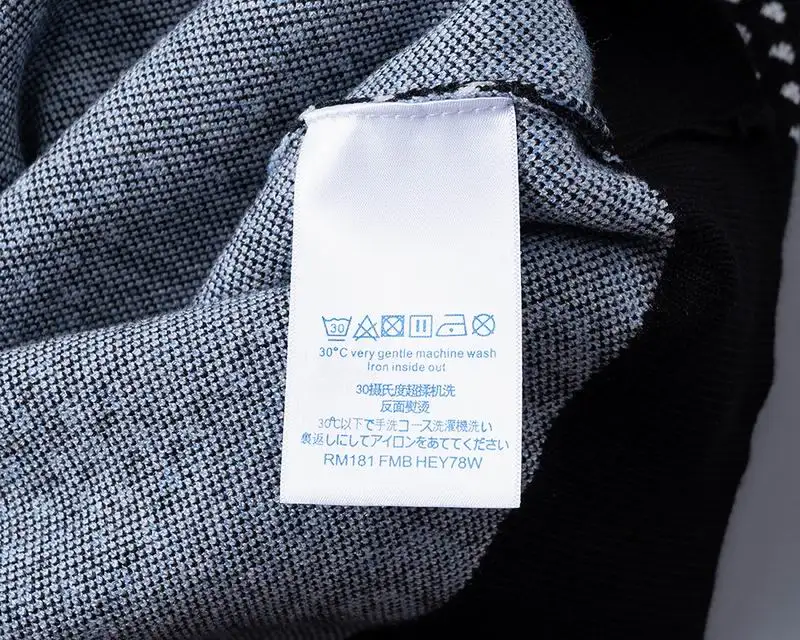 30
30°C very gentle machine wash
Iron inside out
30摄氏度超揉机洗
反面熨烫
30℃以下で手洗コース洗濯機洗い
裏返しにしてアイロンをあててください
RM181 FMB HEY78W